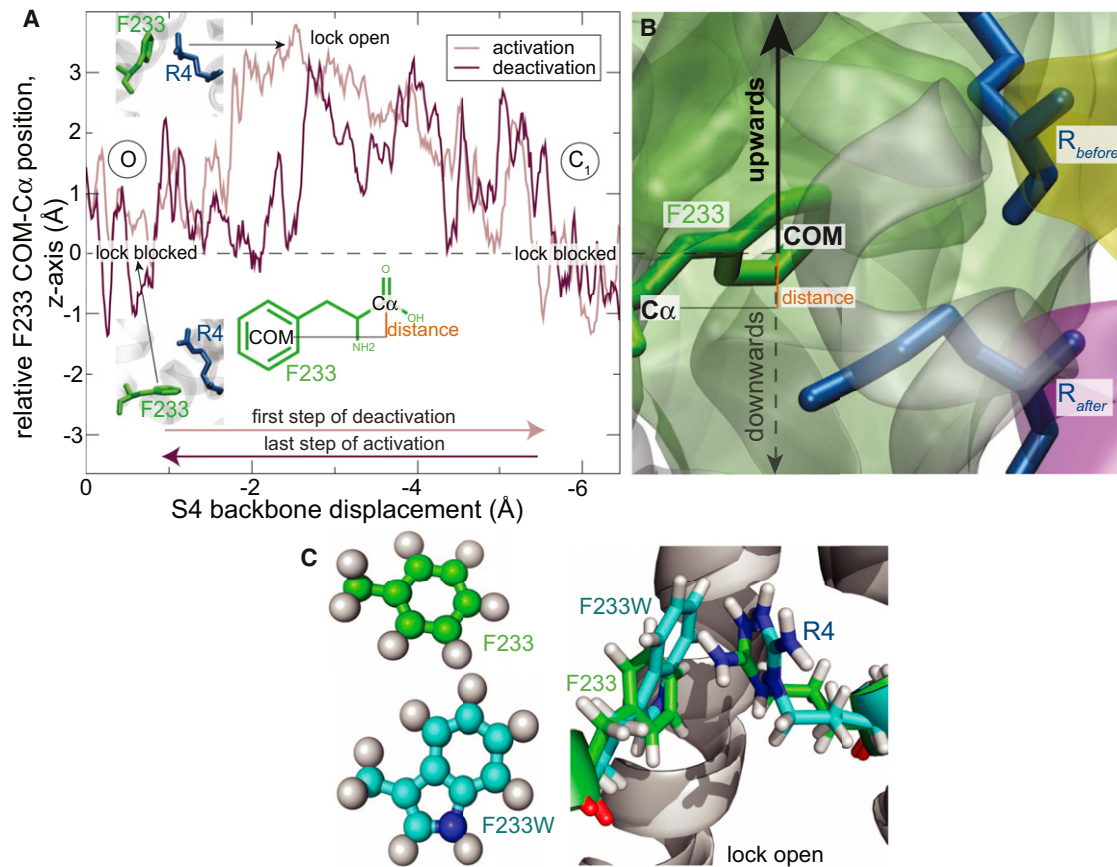 A
F233
R4
lock open
activation
deactivation
relative F233 COM-Cα position,
z-axis (Å)
3
2
1
0
-1
-2
-3
O
C1
lock blocked
lock blocked
R4
F233
O
Cα
OH
COM
distance
NH2
F233
first step of deactivation
last step of activation
0
-2
-4
-6
S4 backbone displacement (Å)
B
upwards
Rbefore
F233
COM
Cα
distance
downwards
Rafter
C
F233
F233W
F233W
R4
F233
lock open